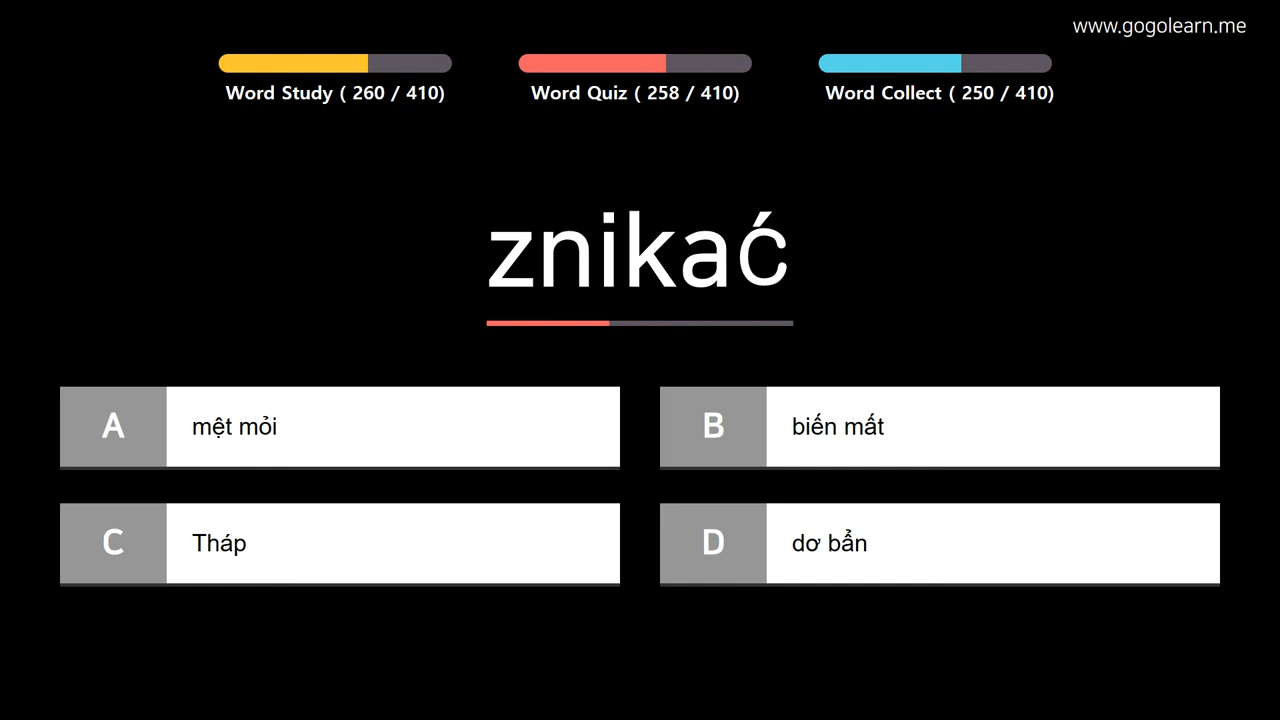 www.gogolearn.me
Word Study ( 260 / 410)
Word Quiz ( 258 / 410)
Word Collect ( 250 / 410)
znikać
A mệt mỏi
B biến mất
C Tháp
D dơ bẩn